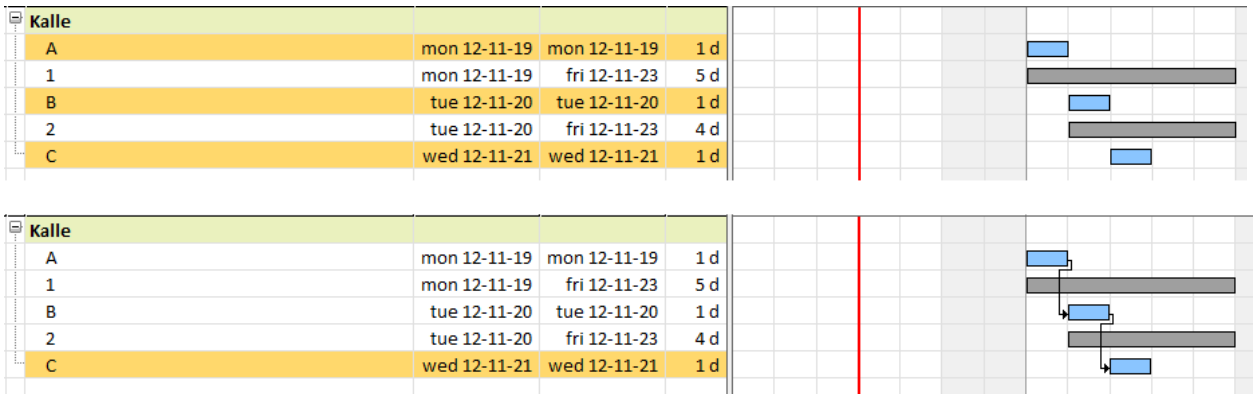 Kalle
A mon 12-11-19 mon 12-11-19 1 d
1 mon 12-11-19 fri 12-11-23 5 d
B tue 12-11-20 tue 12-11-20 1 d
2 tue 12-11-20 fri 12-11-23 4 d
C wed 12-11-21 wed 12-11-21 1 d
Kalle
A mon 12-11-19 mon 12-11-19 1 d
1 mon 12-11-19 fri 12-11-23 5 d
B tue 12-11-20 tue 12-11-20 1 d
2 tue 12-11-20 fri 12-11-23 4 d
C wed 12-11-21 wed 12-11-21 1 d